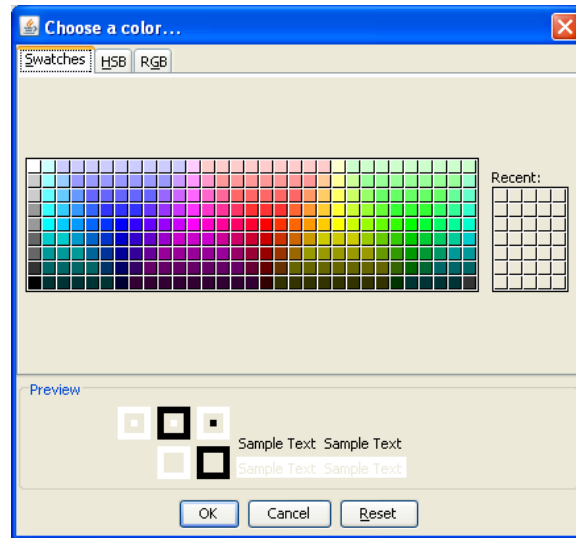 Choose a color...
Swatches HSB RGB
Recent:
Preview
Sample Text Sample Text
Sample Text Sample Text
OK Cancel Reset